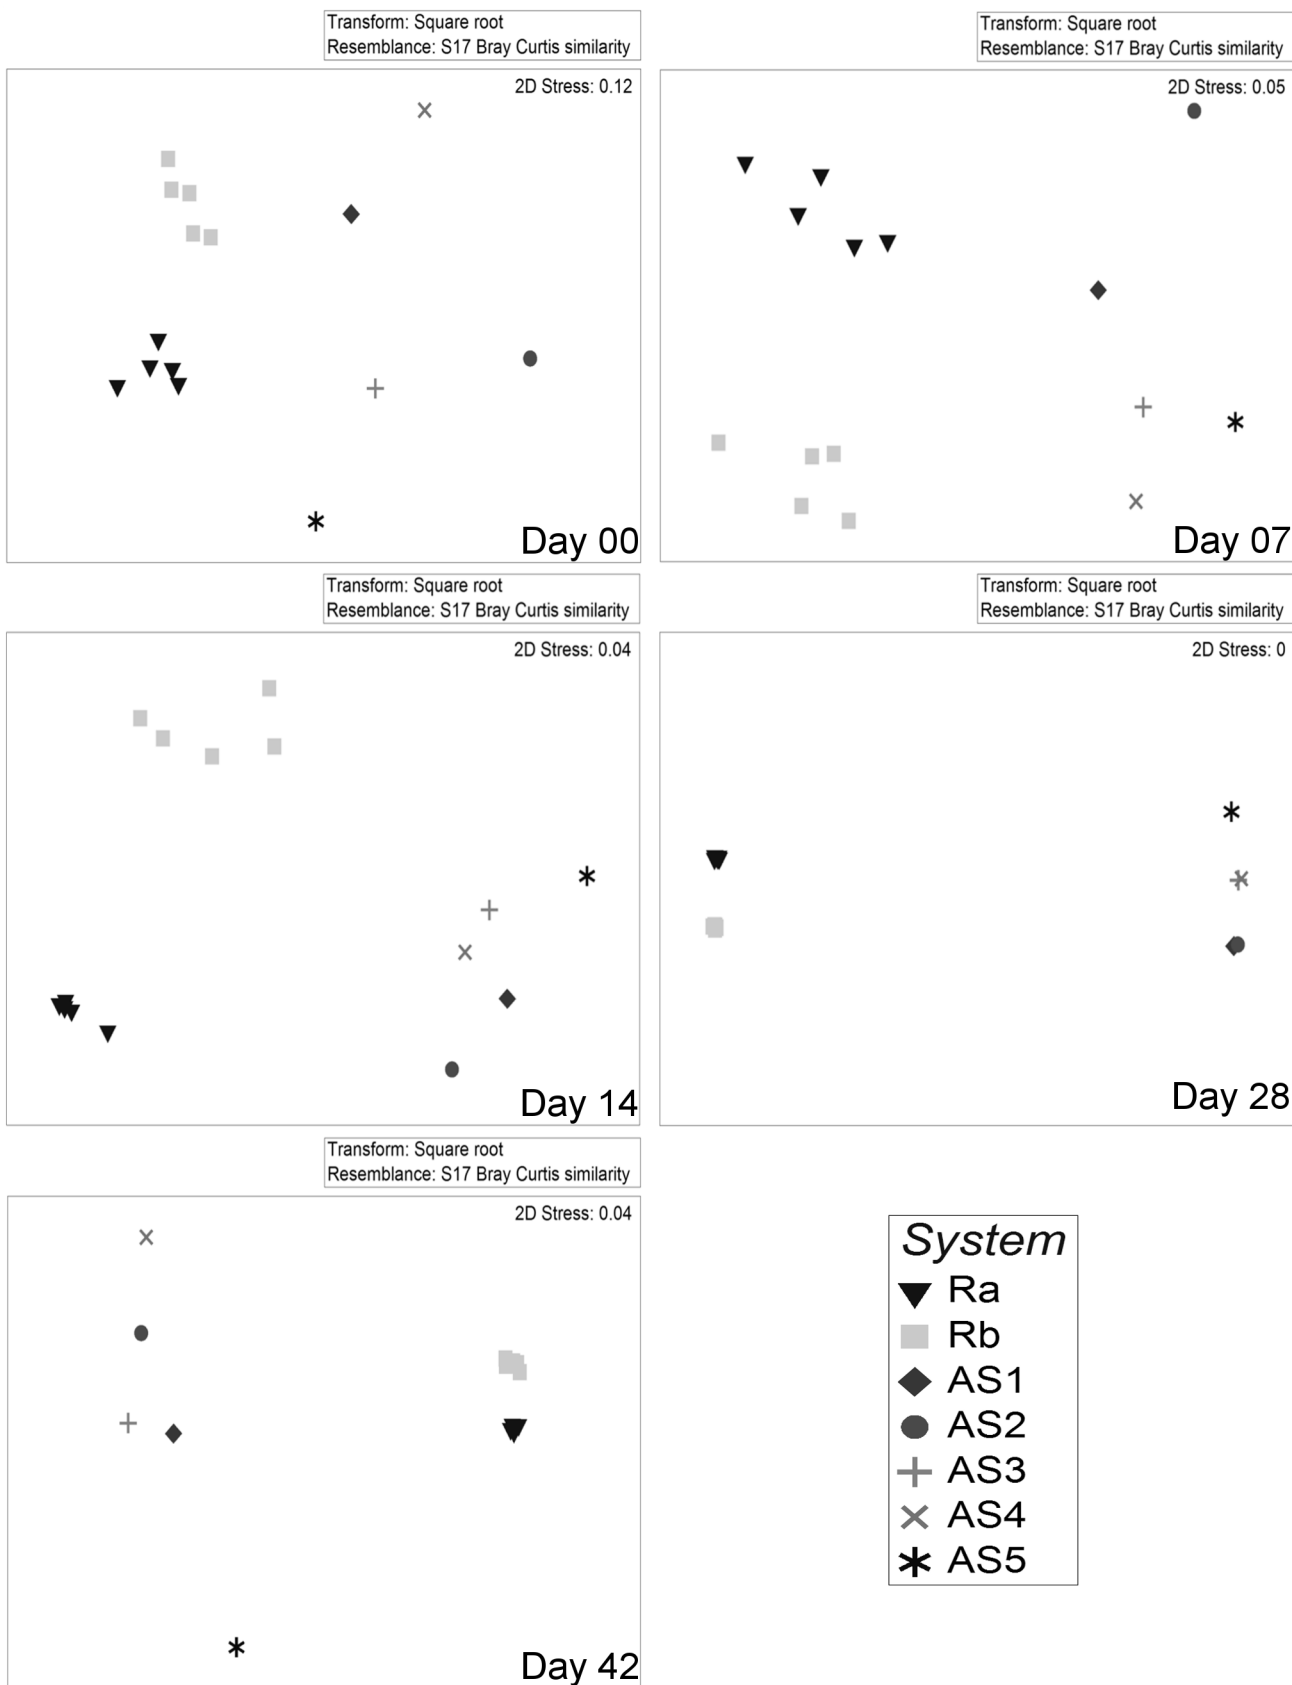 Transform: Square root
Resemblance: S17 Bray Curtis similarity
2D Stress: 0.12
Day 00
Transform: Square root
Resemblance: S17 Bray Curtis similarity
2D Stress: 0.05
Day 07
Transform: Square root
Resemblance: S17 Bray Curtis similarity
2D Stress: 0.04
Day 14
Transform: Square root
Resemblance: S17 Bray Curtis similarity
2D Stress: 0
Day 28
Transform: Square root
Resemblance: S17 Bray Curtis similarity
2D Stress: 0.04
Day 42
System
Ra
Rb
AS1
AS2
AS3
AS4
AS5